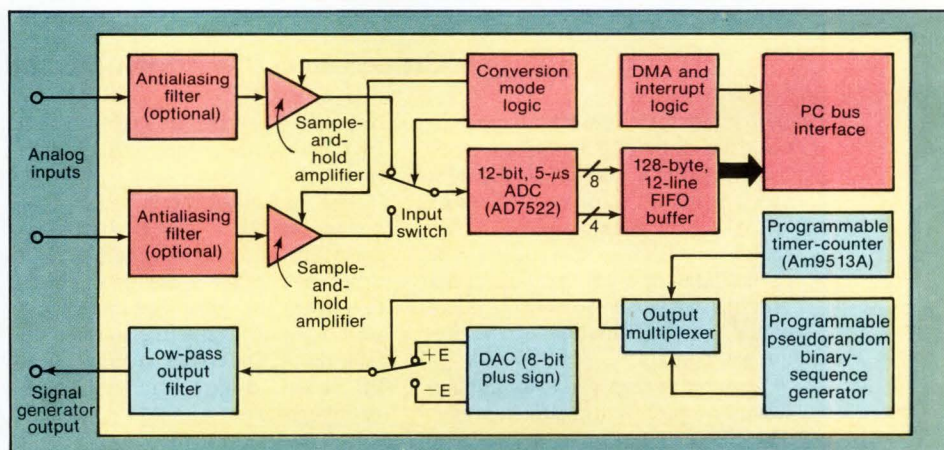 Antialiasing
filter
(optional)
Sample-
and-
hold
amplifier
Conversion
mode
logic
DMA and
interrupt
logic
PC bus
interface
Analog
inputs
Antialiasing
filter
(optional)
Sample-
and-
hold
amplifier
Input
switch
12-bit, 5-μs
ADC
(AD7522)
8
4
128-byte,
12-line
FIFO
buffer
Programmable
timer-counter
(Am9513A)
Output
multiplexer
Programmable
pseudorandom
binary-
sequence
generator
DAC (8-bit
plus sign)
+E
−E
Low-pass
output
filter
Signal
generator
output